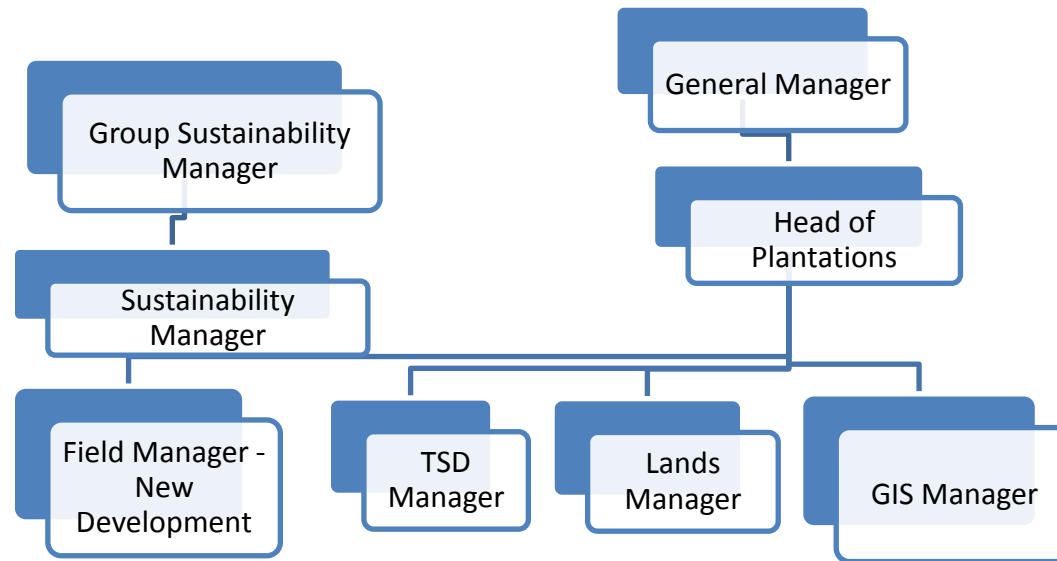 Group Sustainability
Manager
General Manager
Head of
Plantations
Sustainability
Manager
Field Manager -
New
Development
TSD
Manager
Lands
Manager
GIS Manager